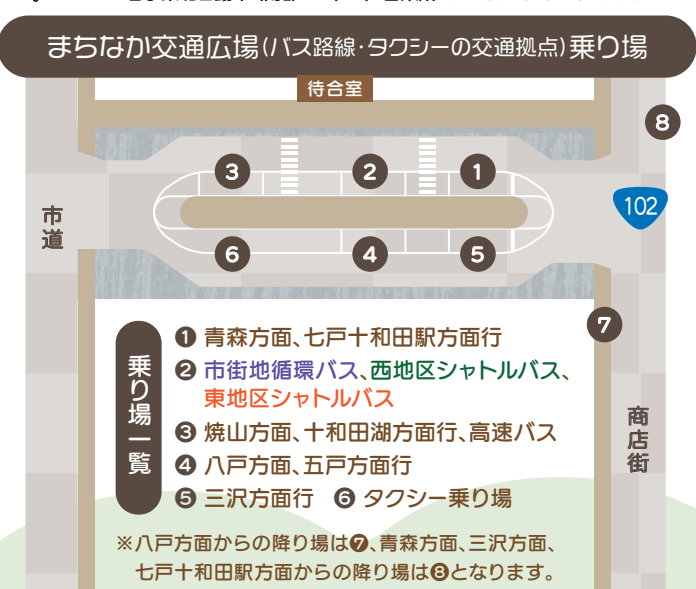 まちなか交通広場(バス路線・タクシーの交通拠点)乗り場
待合室
❽
❸ ❷ ❶
102
市道
❻ ❹ ❺
❼
乗り場一覧
❶ 青森方面、七戸十和田駅方面行
❷ 市街地循環バス、西地区シャトルバス、
東地区シャトルバス
❸ 焼山方面、十和田湖方面行、高速バス
❹ 八戸方面、五戸方面行
❺ 三沢方面行 ❻ タクシー乗り場
商店街
※八戸方面からの降り場は❼、青森方面、三沢方面、
七戸十和田駅方面からの降り場は❽となります。